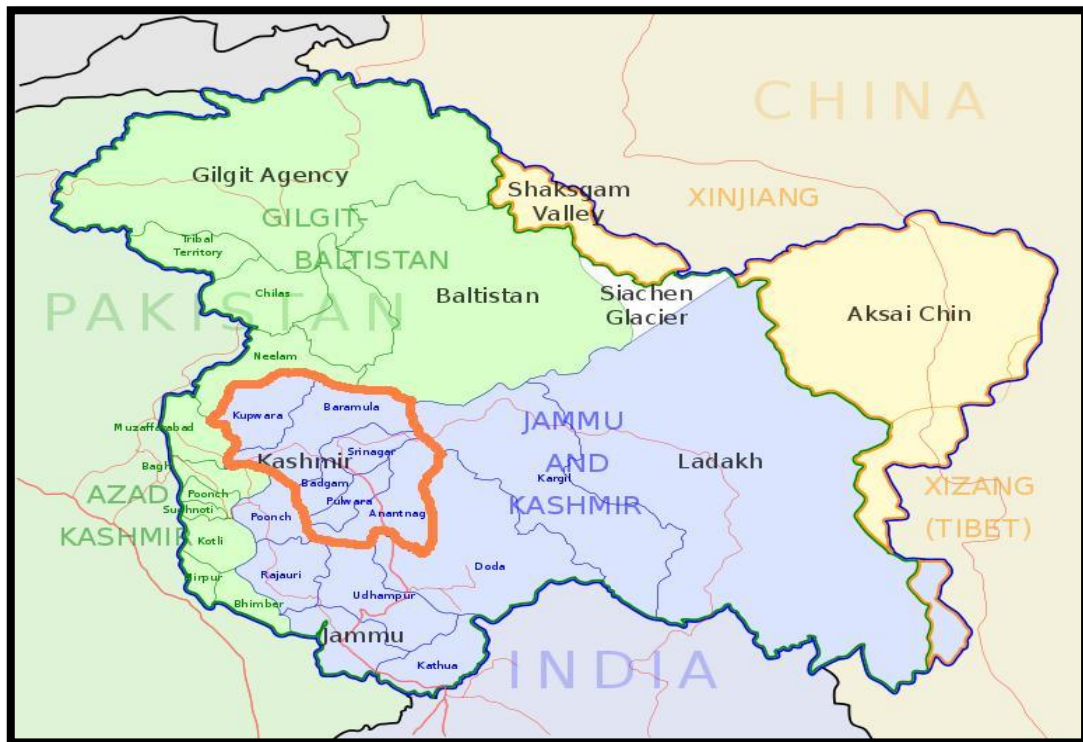 CHINA
Gilgit Agency
Shaksgam
Valley
XINJIANG
GILGIT-
BALTISTAN
Tribal
Territory
Chilas
Baltistan
Siachen
Glacier
Aksai Chin
PAKISTAN
Neelam
Kupwara
Baramula
Muzaffarabad
JAMMU
AND
KASHMIR
Srinagar
Kashmir
Ladakh
Bagh
Badgam
Kargil
Pulwara
Anantnag
AZAD
KASHMIR
Poonch
Sudhnoti
Poonch
XIZANG
(TIBET)
Kotli
Mirpur
Rajauri
Doda
Udhampur
Bhimber
Jammu
Kathua
INDIA